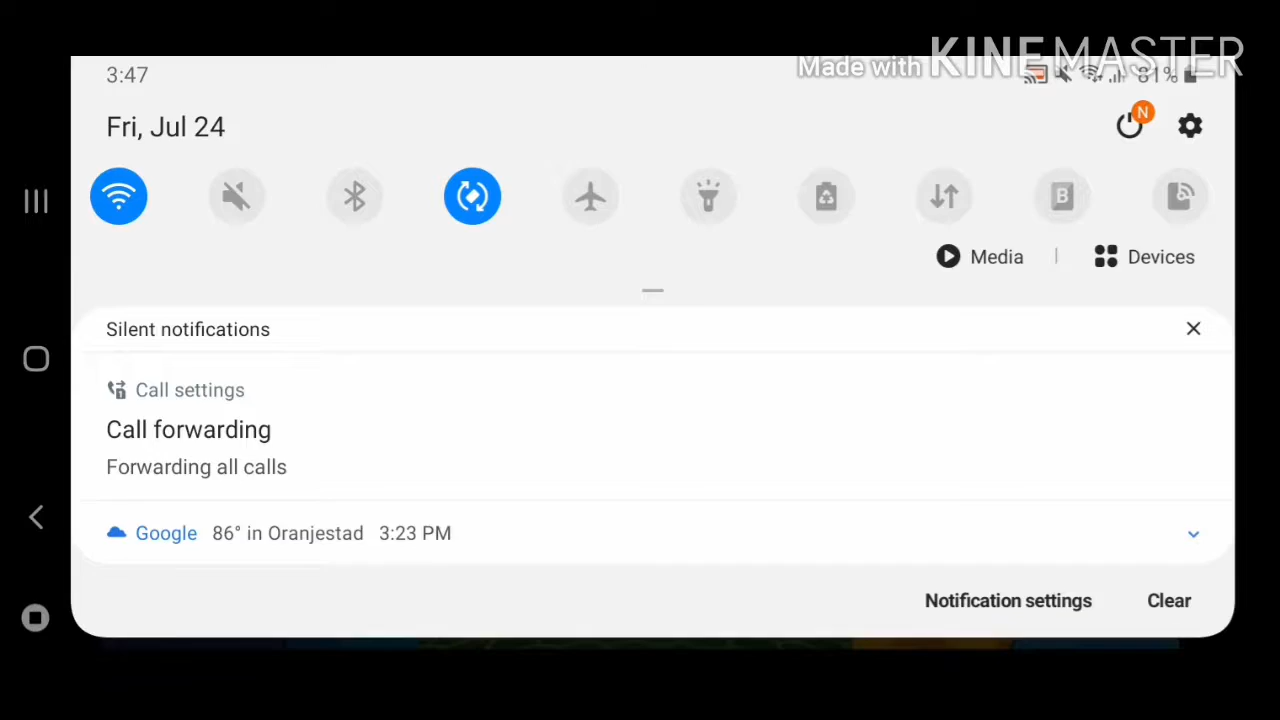 Made with KINEMASTER
3:47
81%
Fri, Jul 24
N
B
Media | Devices
Silent notifications
Call settings
Call forwarding
Forwarding all calls
Google 86° in Oranjestad 3:23 PM
Notification settings Clear